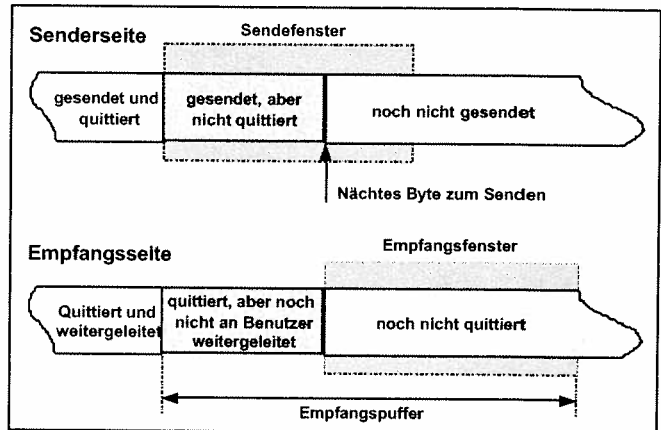 Senderseite
Sendefenster
gesendet und
quittiert
gesendet, aber
nicht quittiert
noch nicht gesendet
Nächtes Byte zum Senden
Empfangsseite
Empfangsfenster
Quittiert und
weitergeleitet
quittiert, aber noch
nicht an Benutzer
weitergeleitet
noch nicht quittiert
Empfangspuffer